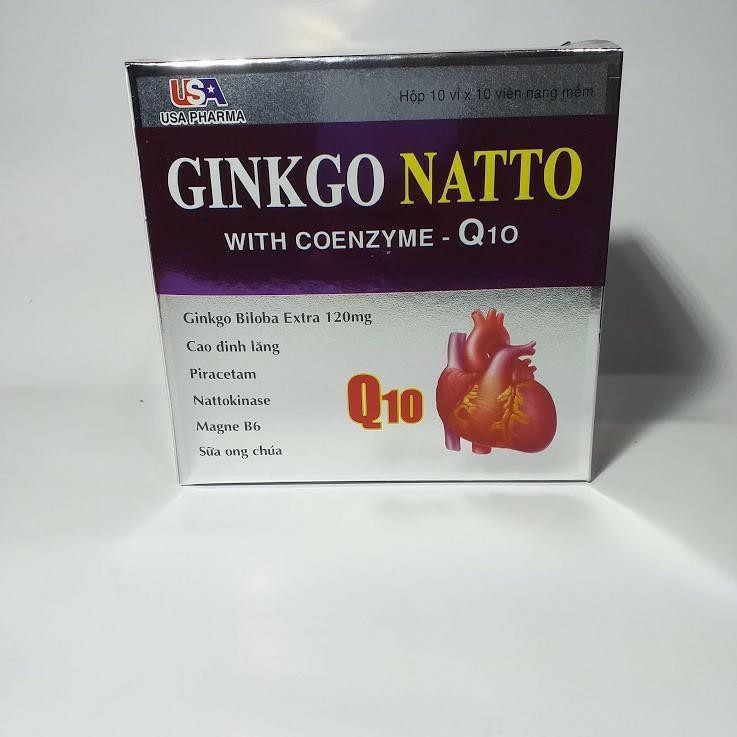 USA
USA PHARMA
Hộp 10 vỉ x 10 viên nang mềm
GINKGO NATTO
WITH COENZYME - Q10
Ginkgo Biloba Extra 120mg
Cao đinh lăng
Piracetam
Nattokinase
Magne B6
Sữa ong chúa
Q10